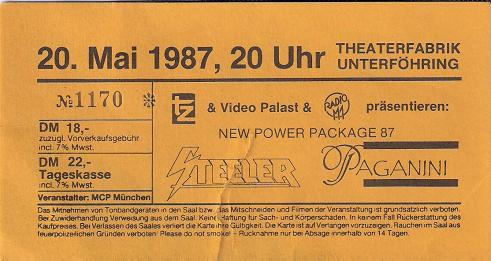 20. Mai 1987, 20 Uhr THEATERFABRIK UNTERFÖHRING
№1170 ✻
tz & Video Palast & RADIO M1 präsentieren:
DM 18,-
zuzügl. Vorverkaufsgebühr
incl. 7% Mwst.
NEW POWER PACKAGE 87
DM 22,-
Tageskasse
incl. 7% Mwst.
STEELER PAGANINI
Veranstalter: MCP München
Das Mitnehmen von Tonbandgeräten in den Saal bzw. das Mitschneiden und Filmen der Veranstaltung ist grundsätzlich verboten.
Bei Zuwiderhandlung Verweisung aus dem Saal. Keine Haftung für Sach- und Körperschäden. In keinem Fall Rückerstattung des
Kaufpreises. Bei Verlassen des Saales verliert die Karte ihre Gültigkeit. Die Karte ist auf Verlangen vorzuzeigen. Rauchen im Saal aus
feuerpolizeilichen Gründen verboten! Please do not smoke! – Rücknahme nur bei Absage innerhalb von 14 Tagen.